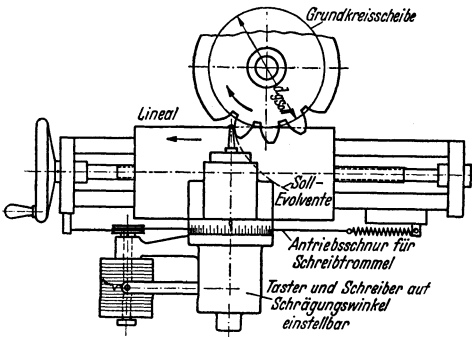 Grundkreisscheibe
Lineal
Soll-
Evolvente
Antriebsschnur für
Schreibtrommel
Taster und Schreiber auf
Schrägungswinkel
einstellbar